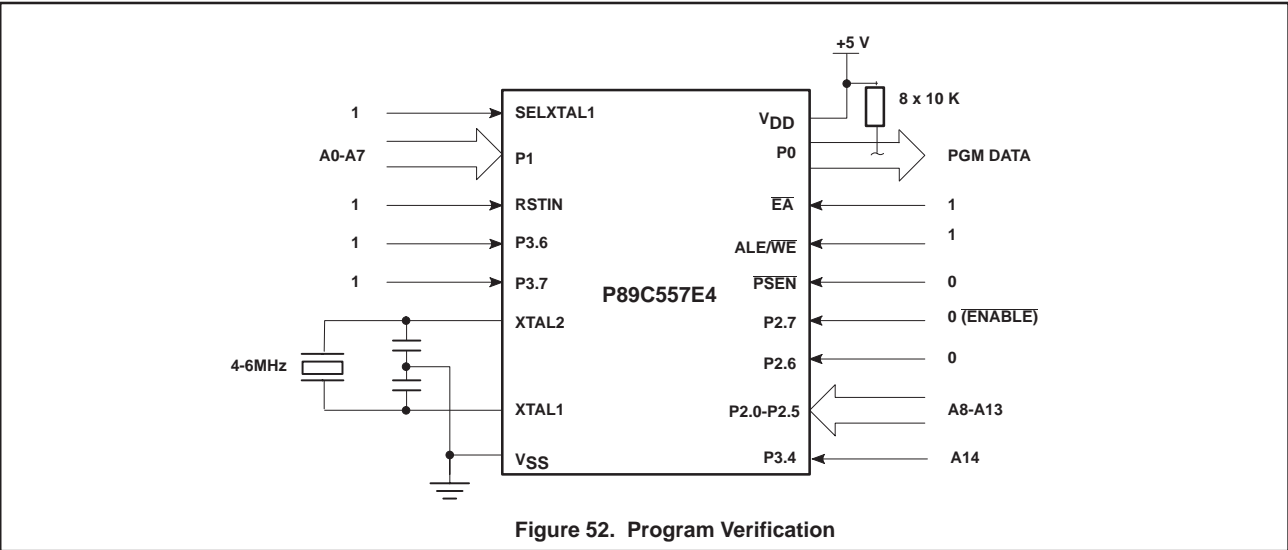 +5 V
8 x 10 K
1
SELXTAL1
VDD
A0-A7
P1
P0
PGM DATA
1
RSTIN
EA
1
1
P3.6
ALE/WE
1
1
P3.7
PSEN
0
P89C557E4
XTAL2
P2.7
0 (ENABLE)
4-6MHz
P2.6
0
XTAL1
P2.0-P2.5
A8-A13
VSS
P3.4
A14
Figure 52. Program Verification